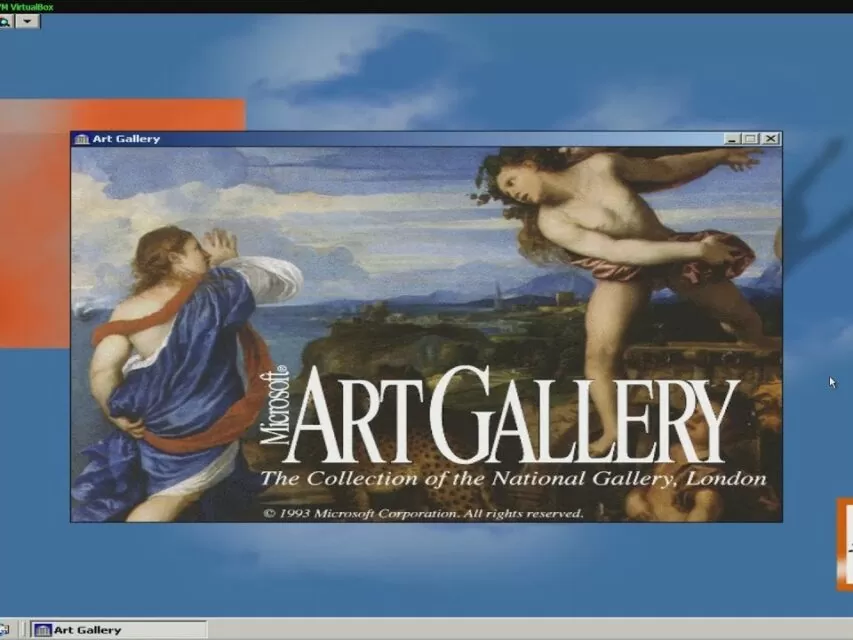 VM VirtualBox
Art Gallery
Microsoft®
ART GALLERY
The Collection of the National Gallery, London
© 1993 Microsoft Corporation. All rights reserved.
Art Gallery